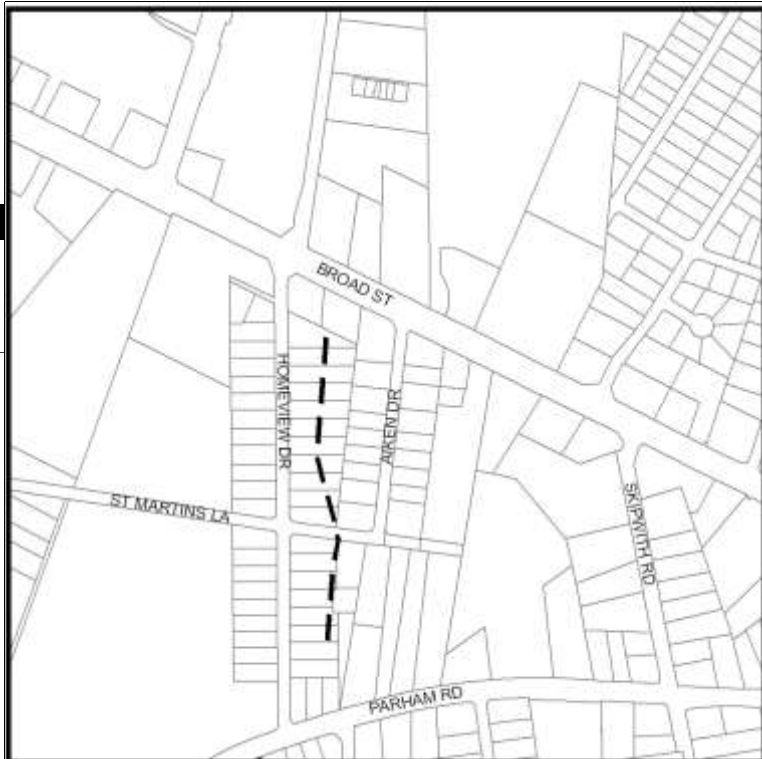 BROAD ST
HOMEVIEW DR
AIKEN DR
ST MARTINS LA
SKIPWITH RD
PARHAM RD